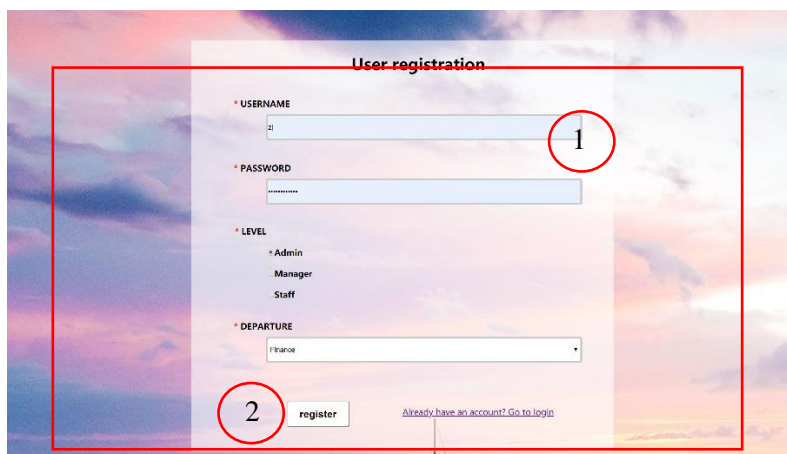 User registration
* USERNAME
zj
1
* PASSWORD
............
* LEVEL
Admin
Manager
Staff
* DEPARTURE
Finance
2
register
Already have an account? Go to login